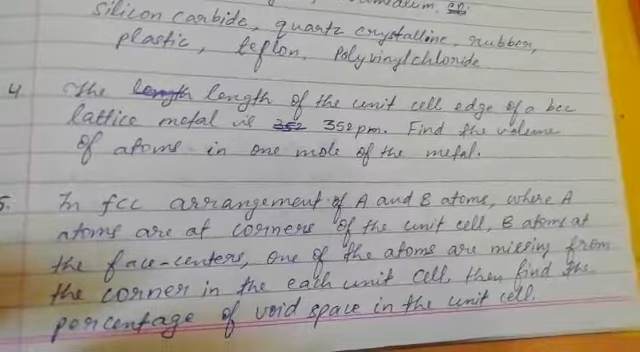 silicon carbide, quartz crystalline, rubber,
plastic, teflon, Polyvinylchloride
4 The length length of the unit cell edge of a bcc
lattice metal is 352 352pm. Find the volume
of atoms in one mole of the metal.
5. In fcc arrangement of A and B atoms, where A
atoms are at corners of the unit cell, B atoms at
the face-centers, one of the atoms are missing from
the corner in the each unit cell, then find the
percentage of void space in the unit cell.